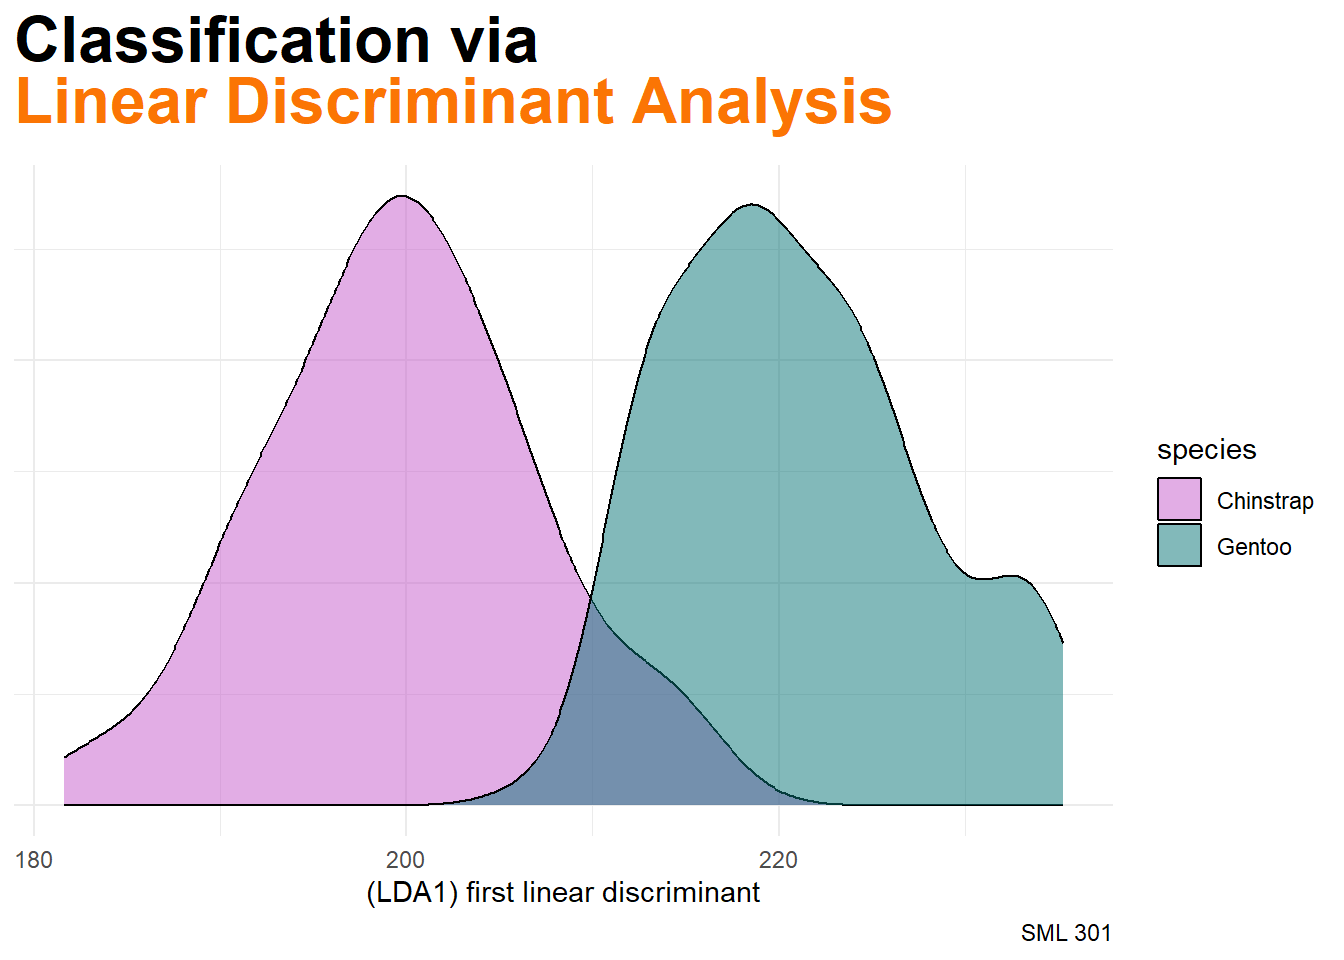 Classification via
Linear Discriminant Analysis
species
Chinstrap
Gentoo
180 200 220
(LDA1) first linear discriminant
SML 301